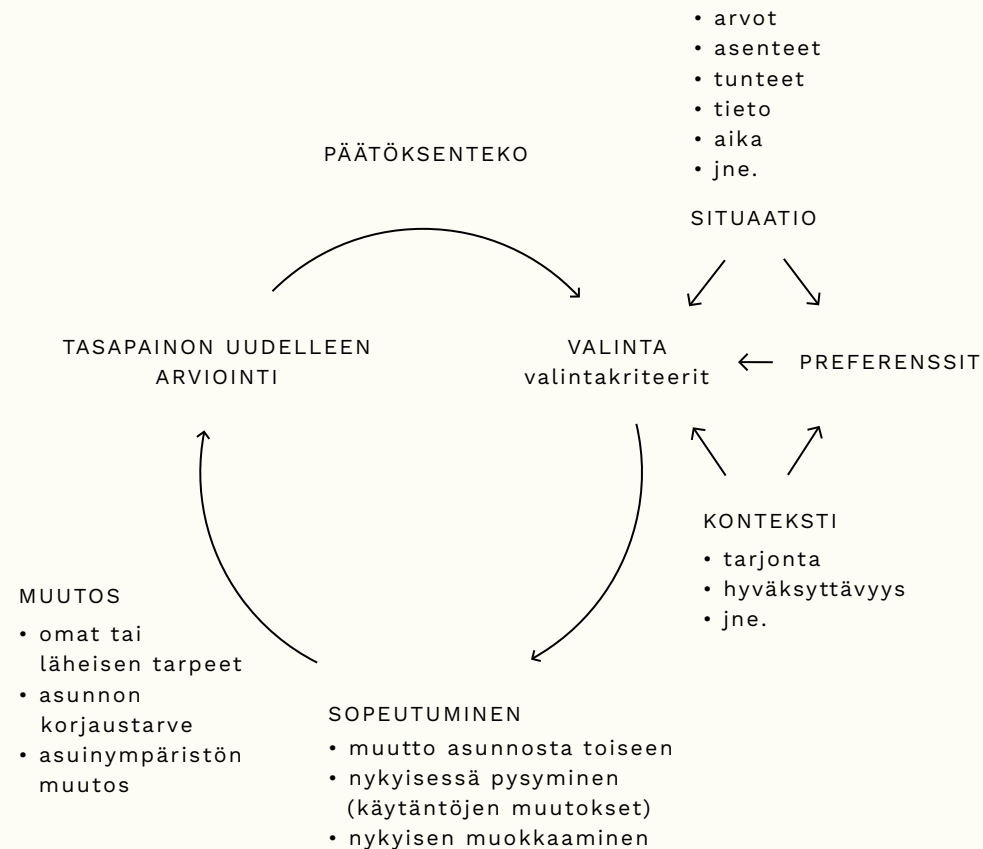 • arvot
• asenteet
• tunteet
• tieto
• aika
• jne.
PÄÄTÖKSENTEKO
SITUAATIO
TASAPAINON UUDELLEEN
ARVIOINTI
VALINTA
valintakriteerit
PREFERENSSIT
KONTEKSTI
• tarjonta
• hyväksyttävyys
• jne.
MUUTOS
• omat tai
läheisen tarpeet
• asunnon
korjaustarve
• asuinympäristön
muutos
SOPEUTUMINEN
• muutto asunnosta toiseen
• nykyisessä pysyminen
(käytäntöjen muutokset)
• nykyisen muokkaaminen